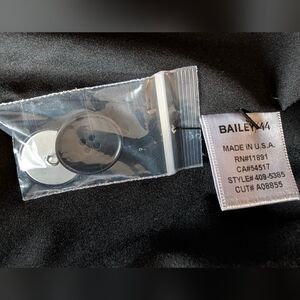 BAILEY 44
MADE IN U.S.A.
RN#11891
CA#54517
STYLE# 409-5385
CUT# A08855